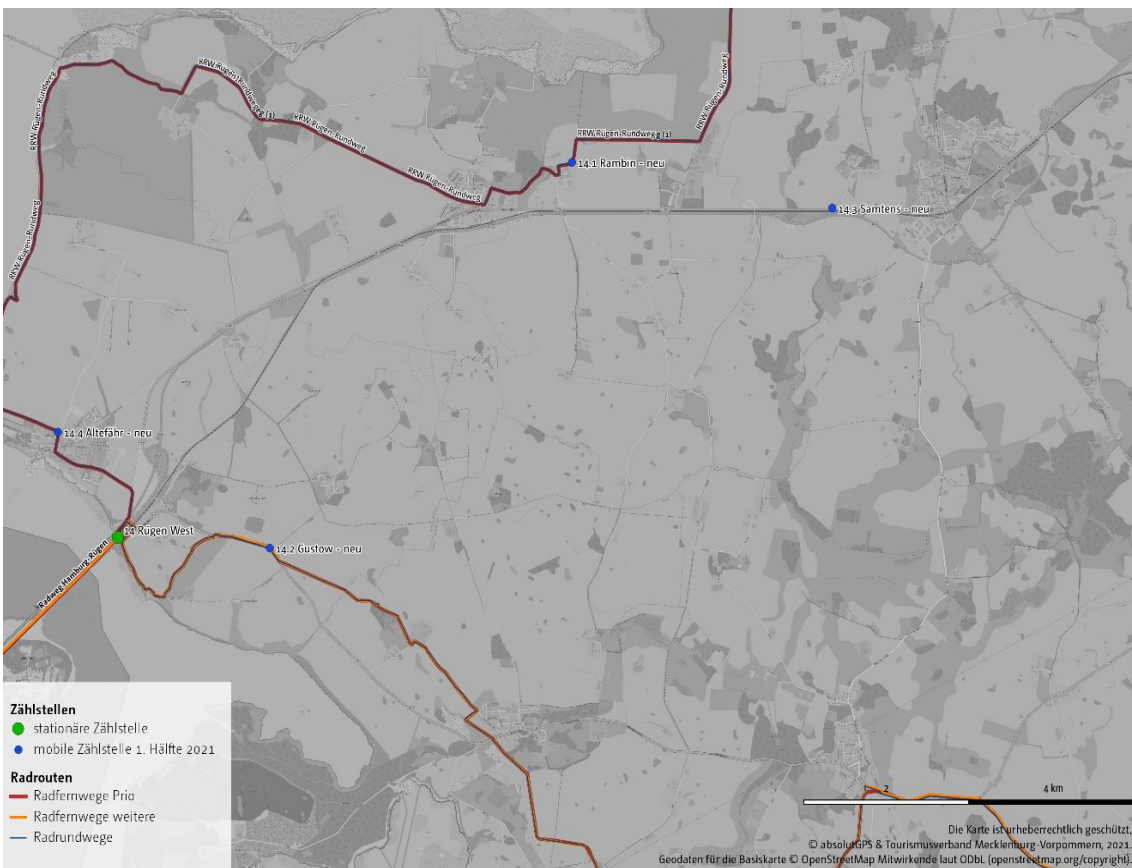 RRW Rügen-Rundweg
RRW-Rügen-Rundwegg (1)
RRW Rügen-Rundweg
RRW Rügen-Rundweg
RRW Rügen-Rundweg
RRW Rügen-Rundwegg (1)
RRW Rügen-Rundweg
RRW Rügen-Rundweg
RRW Rügen-Rundweg
14.1 Rambin - neu
14.3 Samtens - neu
14.4 Altefähr - neu
14 Rügen West
14.2 Gustow - neu
Radweg Hamburg-Rügen
Zählstellen
stationäre Zählstelle
mobile Zählstelle 1. Hälfte 2021
Radrouten
Radfernwege Prio
Radfernwege weitere
Radrundwege
2 4 km
Die Karte ist urheberrechtlich geschützt,
© absolutGPS & Tourismusverband Mecklenburg-Vorpommern, 2021.
Geodaten für die Basiskarte © OpenStreetMap Mitwirkende laut ODbL (openstreetmap.org/copyright).